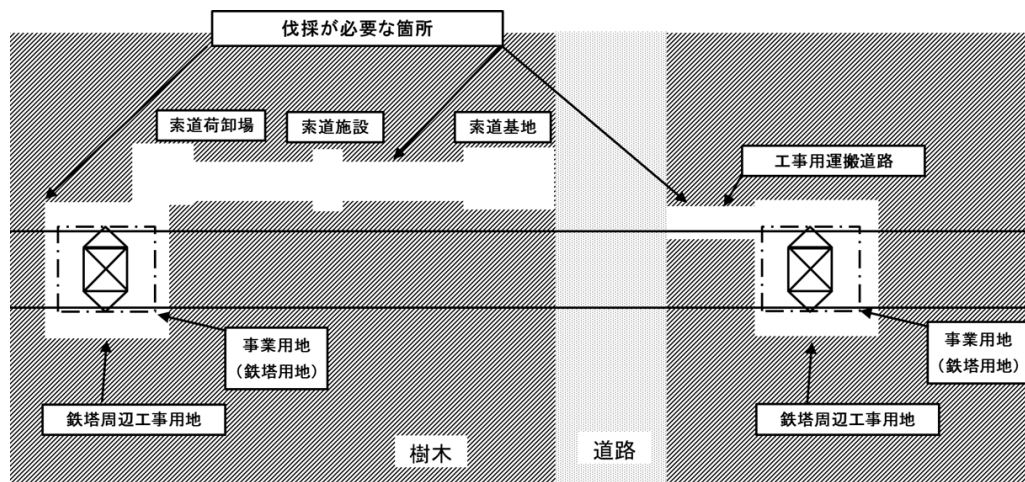 伐採が必要な箇所
索道荷卸場
索道施設
索道基地
工事用運搬道路
事業用地
（鉄塔用地）
事業用地
（鉄塔用地）
鉄塔周辺工事用地
鉄塔周辺工事用地
樹木
道路